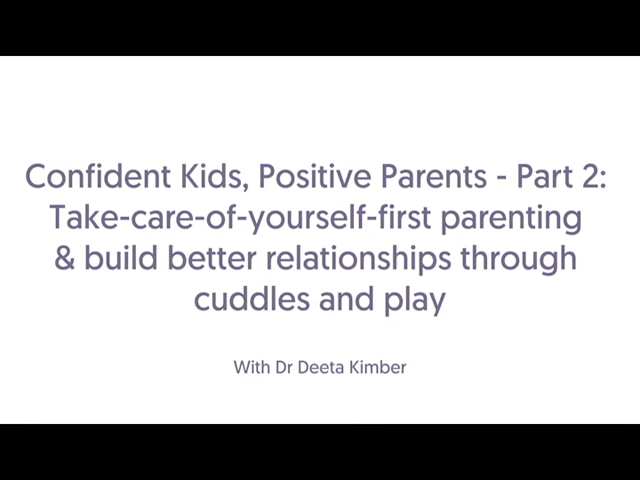 Confident Kids, Positive Parents - Part 2:
Take-care-of-yourself-first parenting
& build better relationships through
cuddles and play
With Dr Deeta Kimber